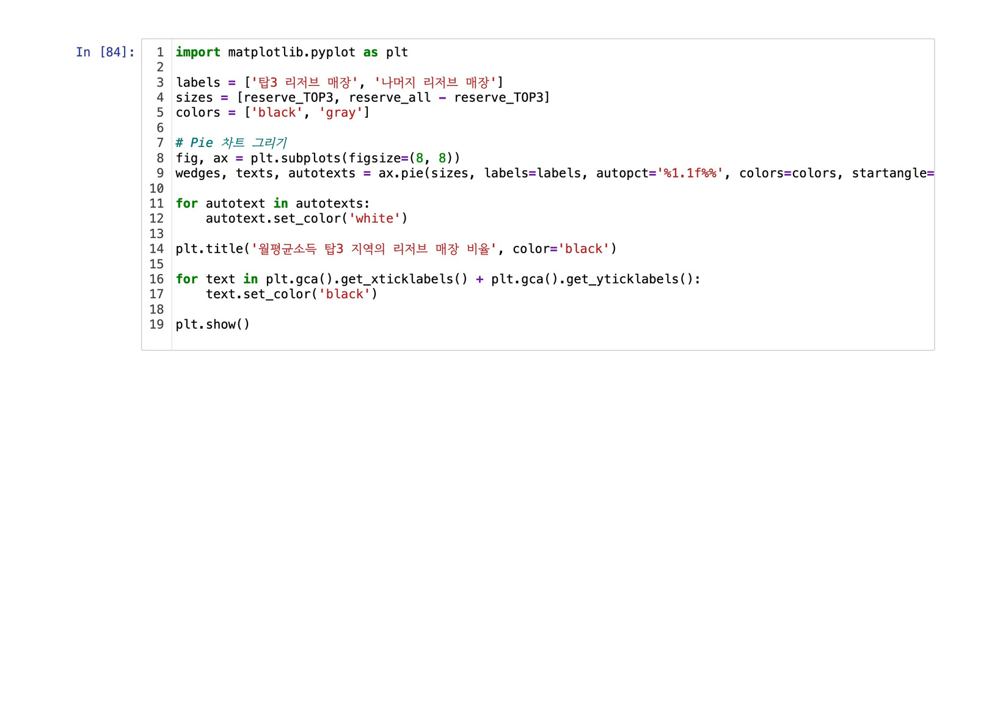 In [84]:
1 import matplotlib.pyplot as plt
2
3 labels = ['탑3 리저브 매장', '나머지 리저브 매장']
4 sizes = [reserve_TOP3, reserve_all - reserve_TOP3]
5 colors = ['black', 'gray']
6
7 # Pie 차트 그리기
8 fig, ax = plt.subplots(figsize=(8, 8))
9 wedges, texts, autotexts = ax.pie(sizes, labels=labels, autopct='%1.1f%%', colors=colors, startangle=
10
11 for autotext in autotexts:
12     autotext.set_color('white')
13
14 plt.title('월평균소득 탑3 지역의 리저브 매장 비율', color='black')
15
16 for text in plt.gca().get_xticklabels() + plt.gca().get_yticklabels():
17     text.set_color('black')
18
19 plt.show()